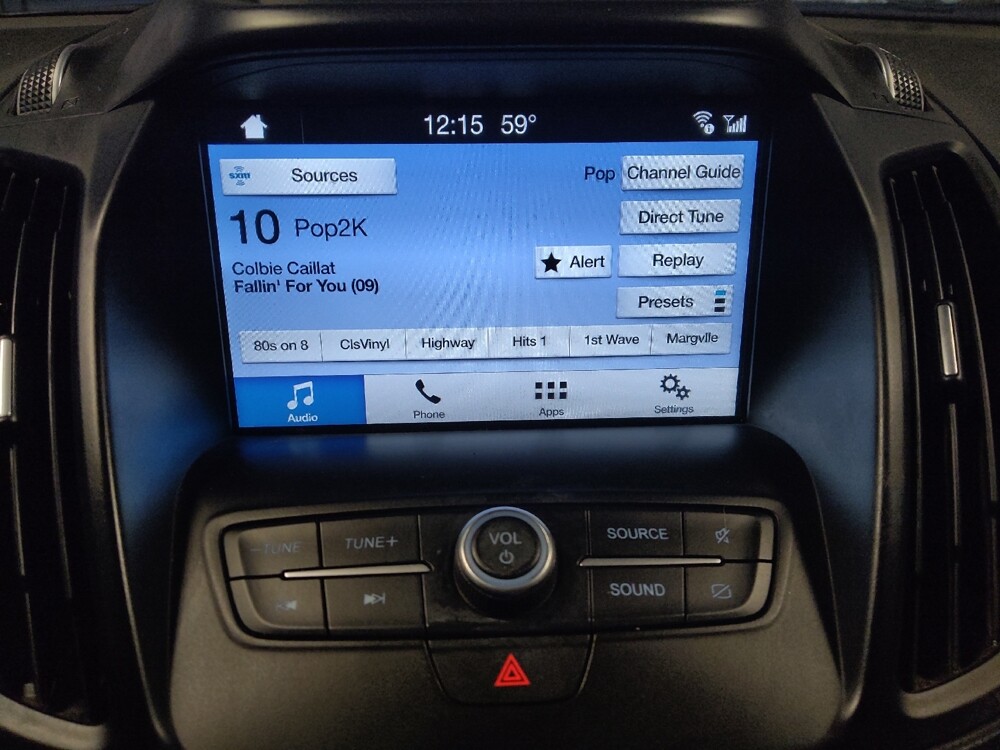 12:15 59°
sxm Sources
Pop Channel Guide
10 Pop2K
Direct Tune
Colbie Caillat
Fallin' For You (09)
Alert
Replay
Presets
80s on 8 ClsVinyl Highway Hits 1 1st Wave Margvlle
Audio Phone Apps Settings
-TUNE TUNE+ VOL SOURCE
SOUND